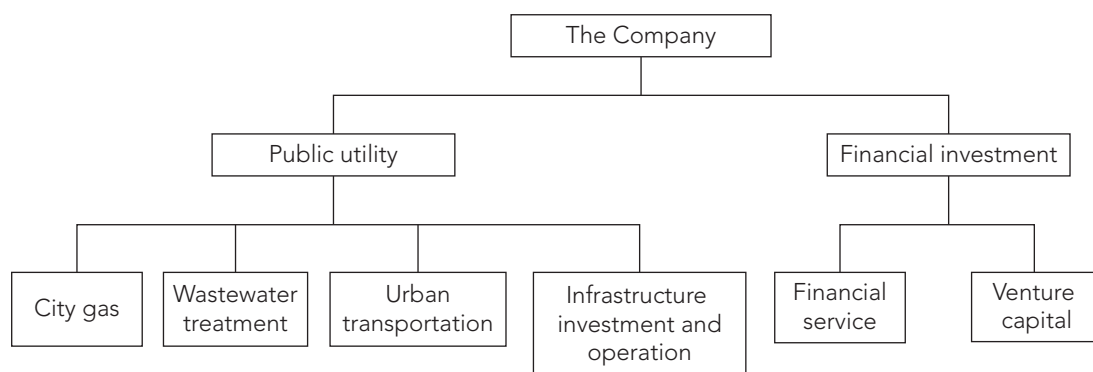 The Company
Public utility
Financial investment
City gas
Wastewater
treatment
Urban
transportation
Infrastructure
investment and
operation
Financial
service
Venture
capital